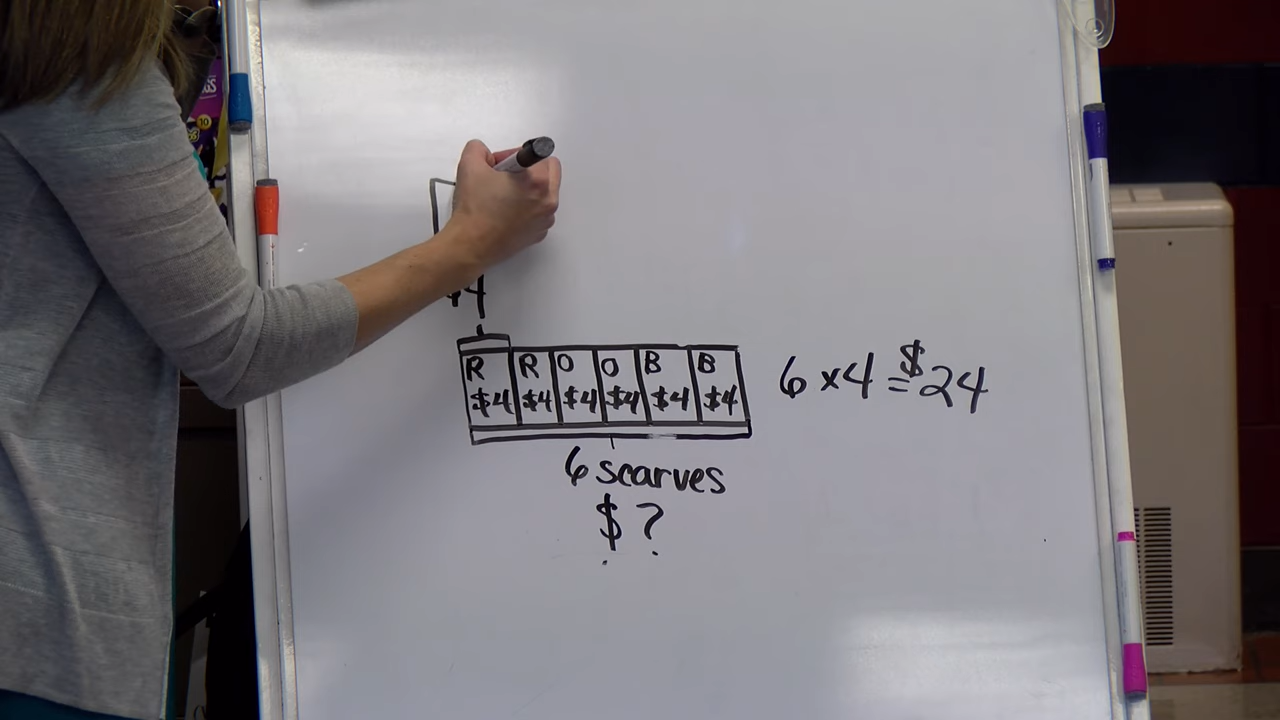 $4
R R O O B B
$4 $4 $4 $4 $4 $4
6 x 4 = $24
6 scarves
$ ?